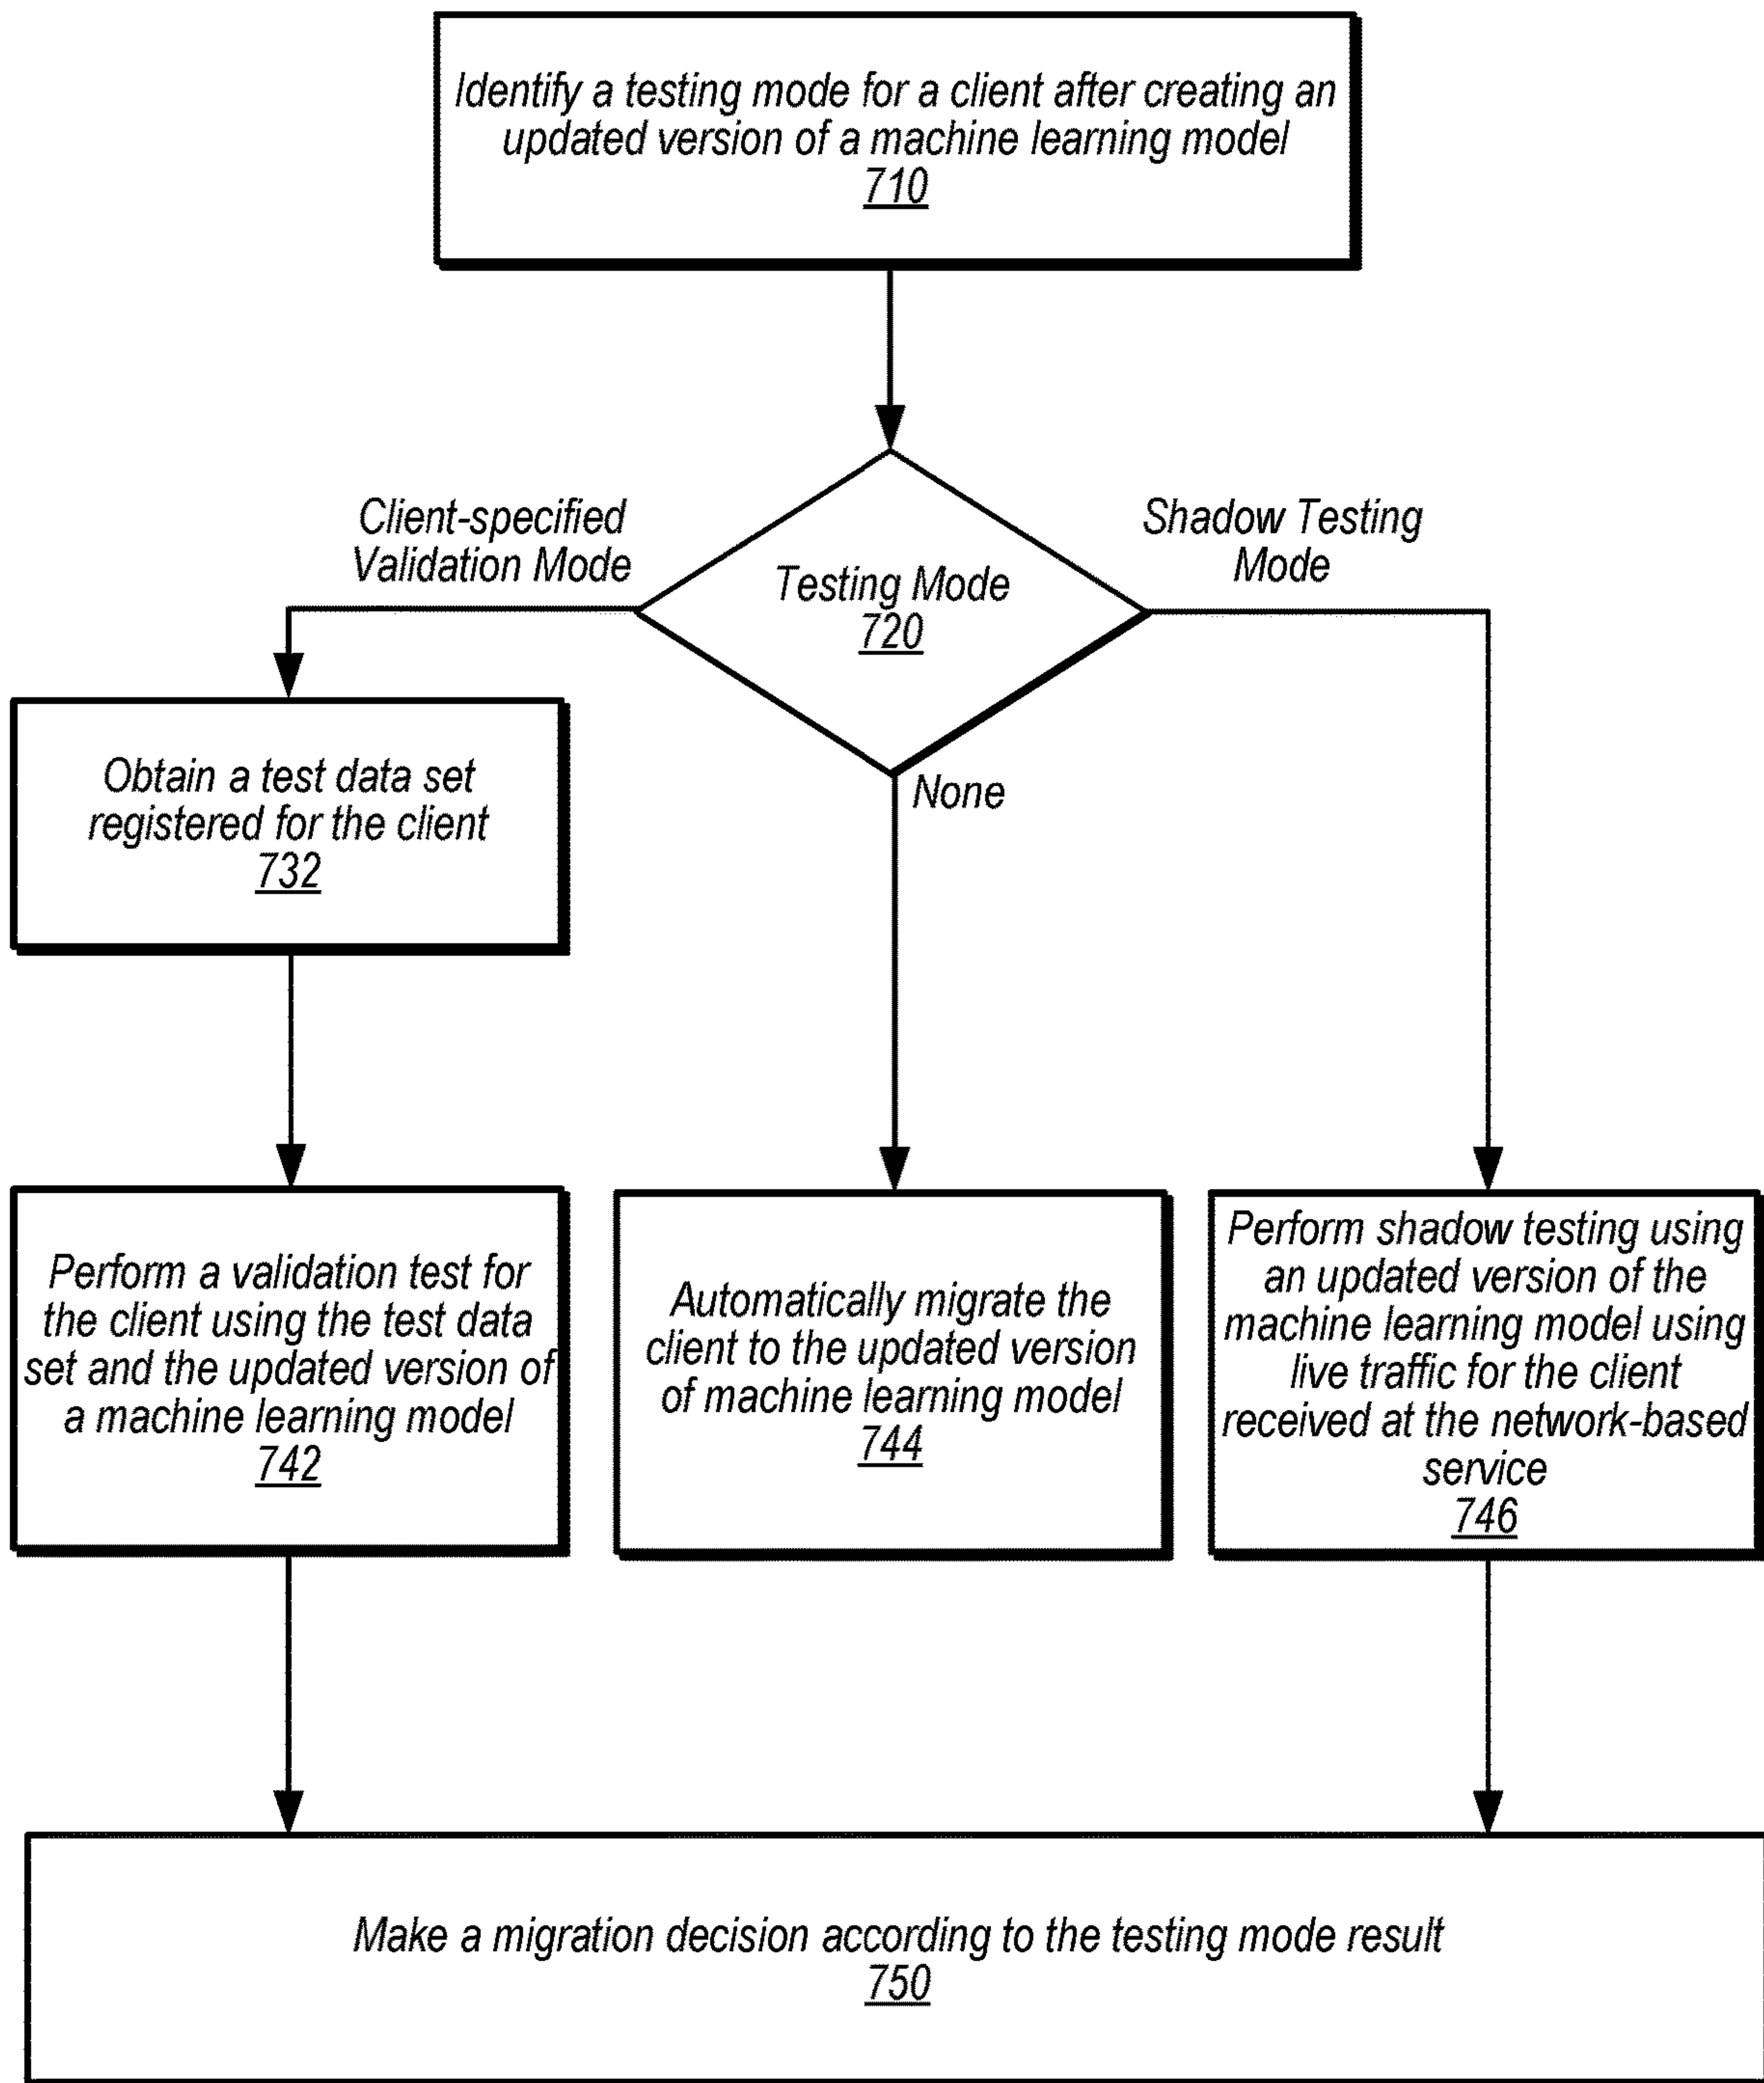 Identify a testing mode for a client after creating an
updated version of a machine learning model
710
Client-specified
Validation Mode
Shadow Testing
Mode
Testing Mode
720
None
Obtain a test data set
registered for the client
732
Perform a validation test for
the client using the test data
set and the updated version of
a machine learning model
742
Automatically migrate the
client to the updated version
of machine learning model
744
Perform shadow testing using
an updated version of the
machine learning model using
live traffic for the client
received at the network-based
service
746
Make a migration decision according to the testing mode result
750